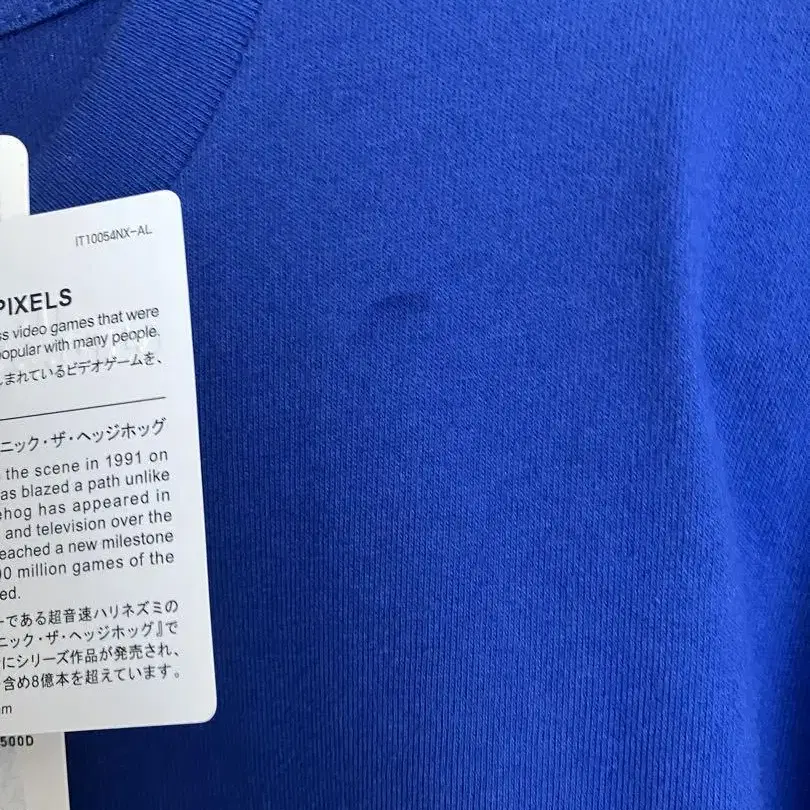 IT10054NX-AL
PIXELS
video games that were
popular with many people.
まれているビデオゲームを、
ニック・ザ・ヘッジホッグ
the scene in 1991 on
as blazed a path unlike
hog has appeared in
and television over the
reached a new milestone
00 million games of the
ed.
である超音速ハリネズミの
ニック・ザ・ヘッジホッグ』で
にシリーズ作品が発売され、
含め8億本を超えています。
m
500D